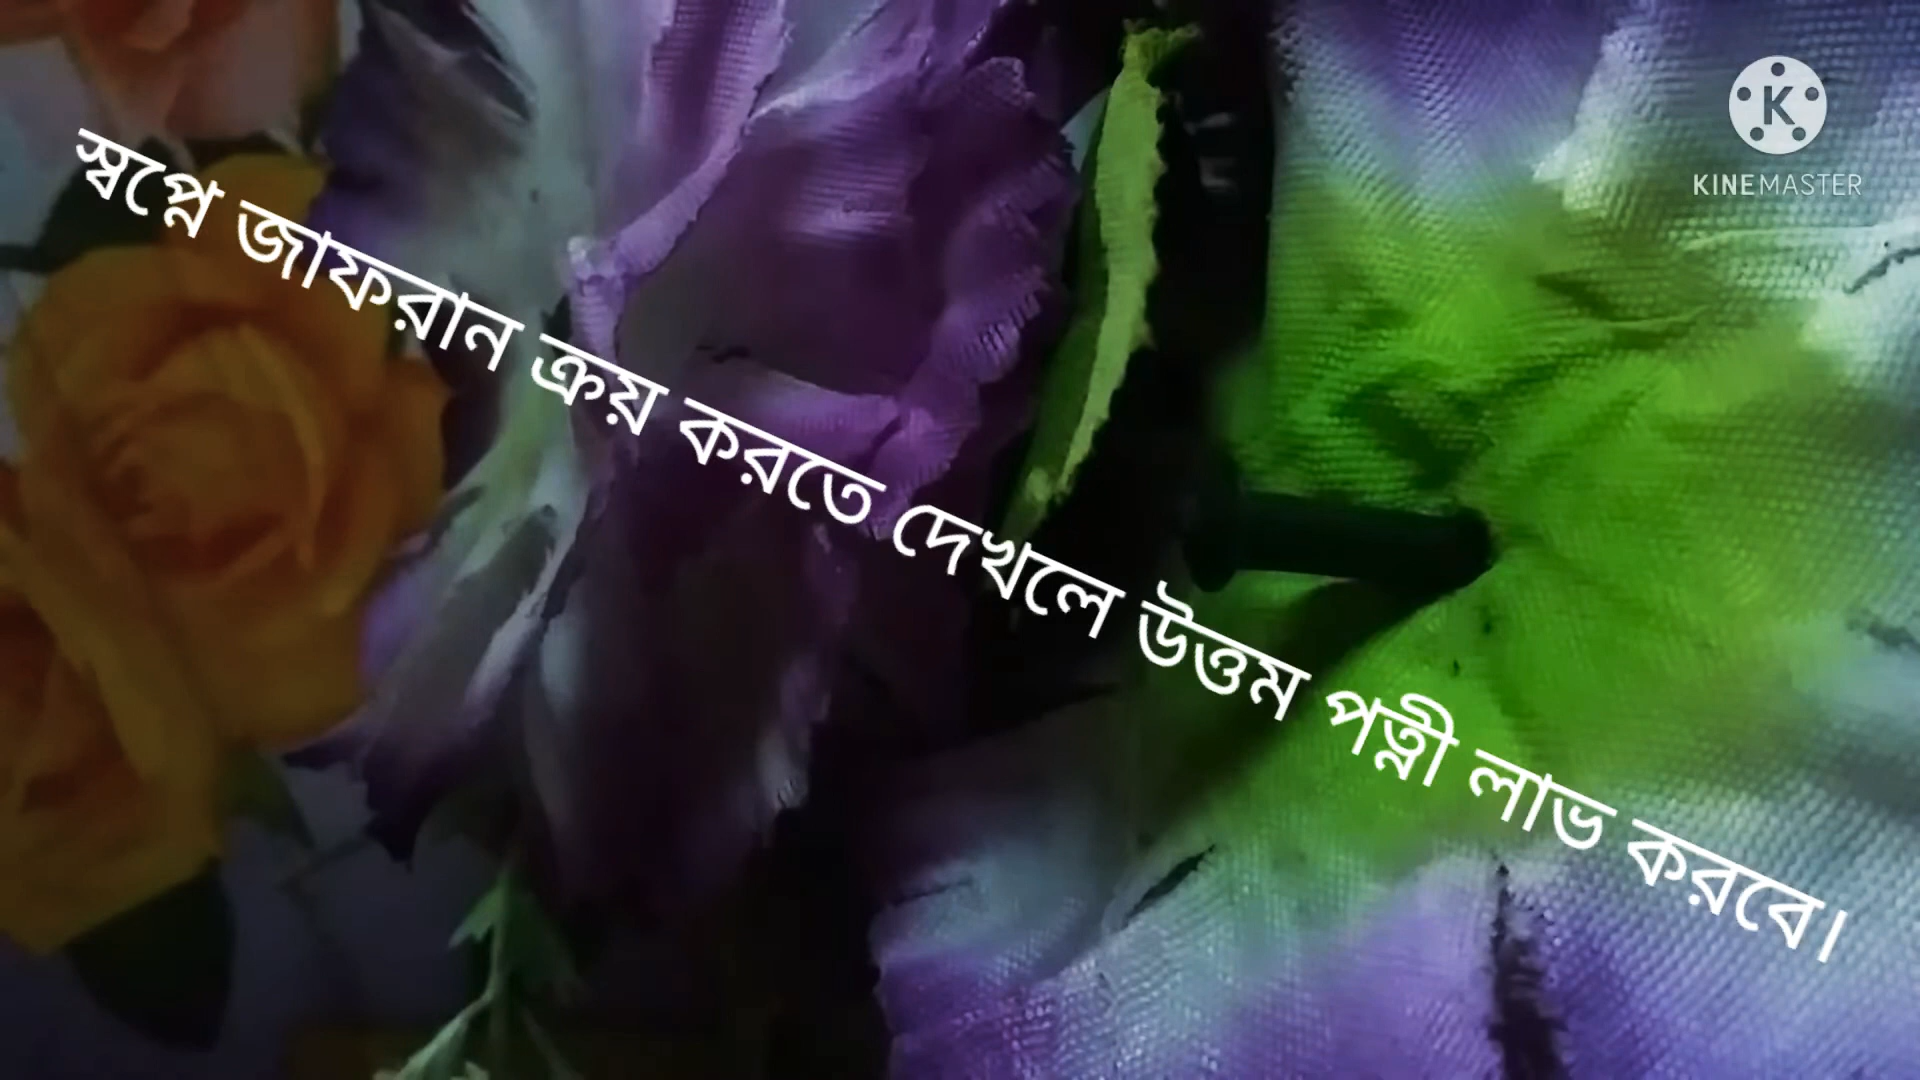 KINEMASTER
স্বপ্নে জাফরান ক্রয় করতে দেখলে উত্তম পত্নী লাভ করবে।